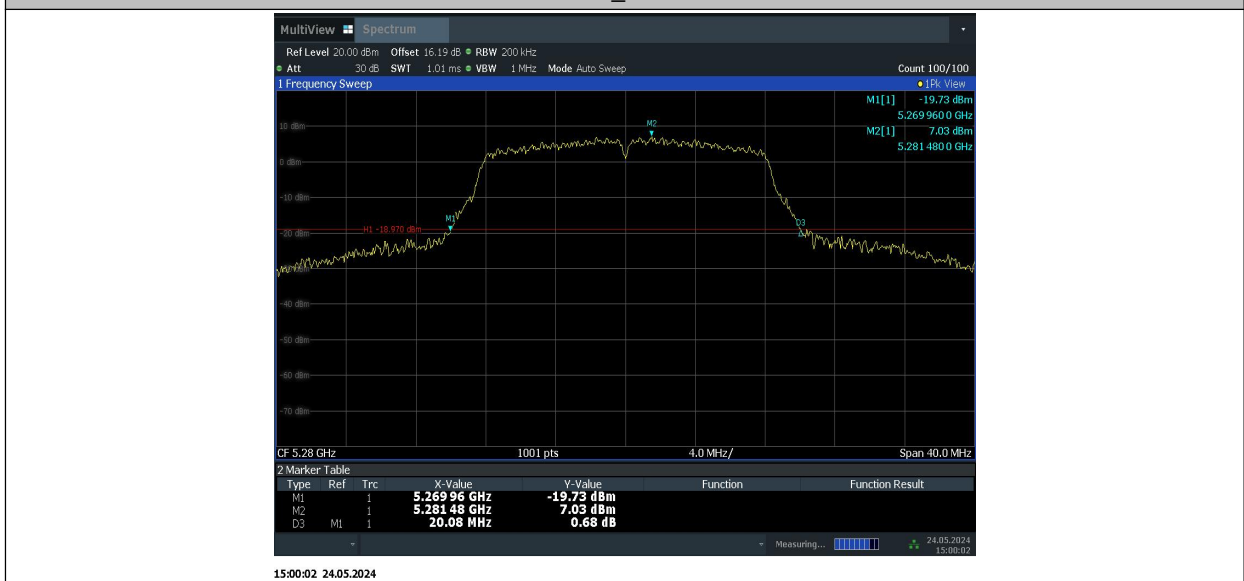 MultiView Spectrum
Ref Level 20.00 dBm Offset 16.19 dB RBW 200 kHz
Att 30 dB SWT 1.01 ms VBW 1 MHz Mode Auto Sweep Count 100/100
1 Frequency Sweep 1Pk View
M1[1] -19.73 dBm
5.269 960 0 GHz
M2[1] 7.03 dBm
5.281 480 0 GHz
M2
10 dBm
0 dBm
-10 dBm
M1
D3
H1 -18.970 dBm
-20 dBm
-40 dBm
-50 dBm
-60 dBm
-70 dBm
CF 5.28 GHz 1001 pts 4.0 MHz/ Span 40.0 MHz
2 Marker Table
Type Ref Trc X-Value Y-Value Function Function Result
M1 1 5.269 96 GHz -19.73 dBm
M2 1 5.281 48 GHz 7.03 dBm
D3 M1 1 20.08 MHz 0.68 dB
Measuring... 24.05.2024
15:00:02
15:00:02 24.05.2024